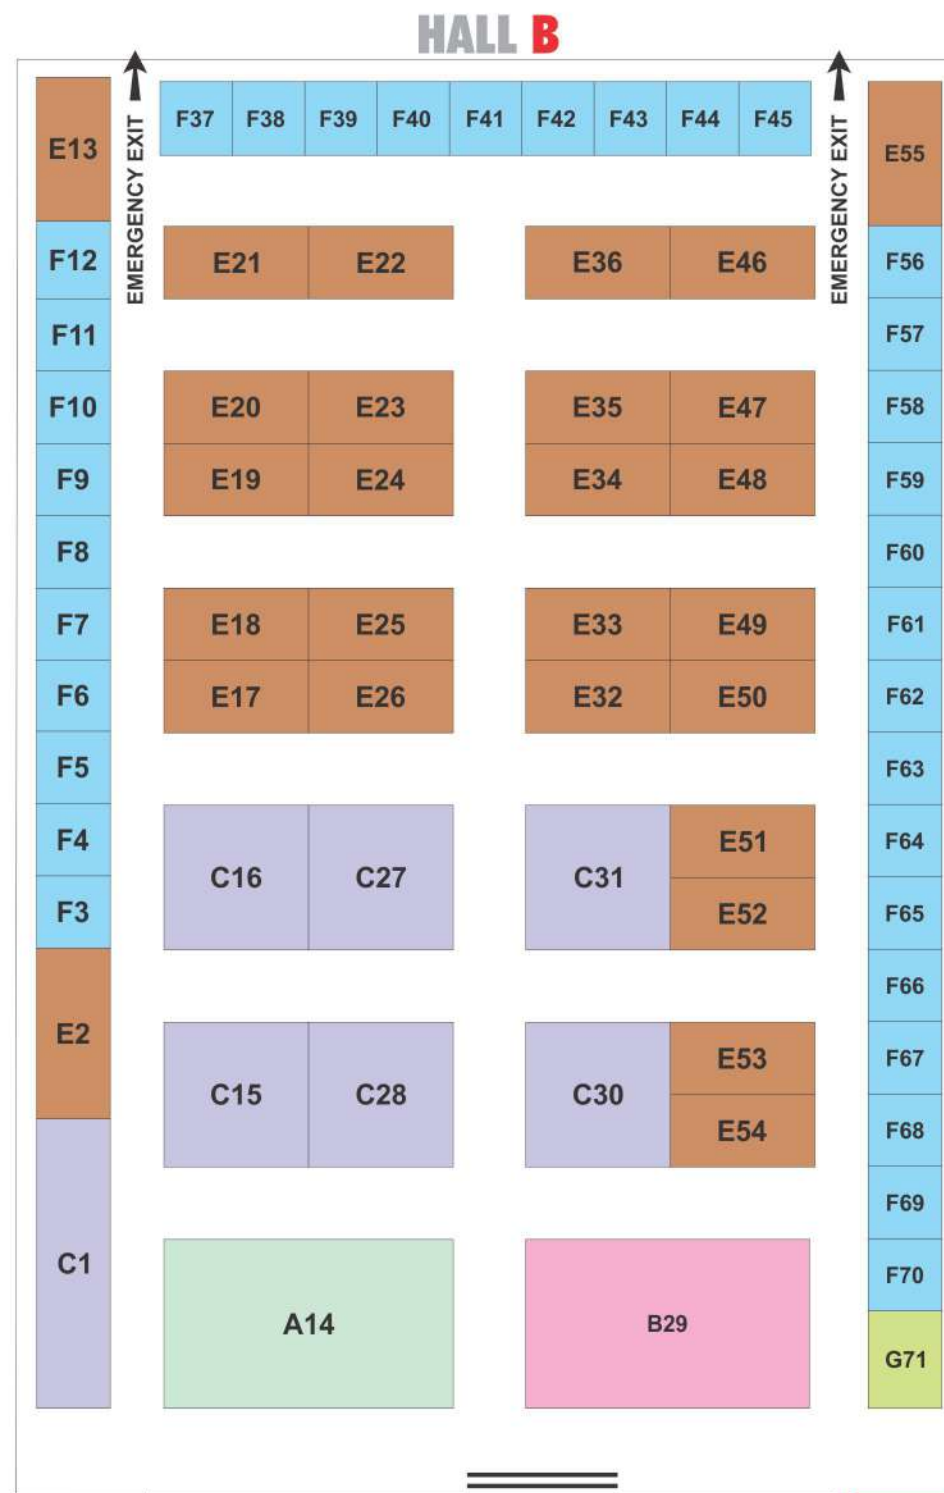 HALL B
EMERGENCY EXIT
EMERGENCY EXIT
F37 F38 F39 F40 F41 F42 F43 F44 F45
E13
F12
F11
F10
F9
F8
F7
F6
F5
F4
F3
E2
C1
E21 E22
E20 E23
E19 E24
E18 E25
E17 E26
C16 C27
C15 C28
A14
E36 E46
E35 E47
E34 E48
E33 E49
E32 E50
C31
E51
E52
C30
E53
E54
B29
E55
F56
F57
F58
F59
F60
F61
F62
F63
F64
F65
F66
F67
F68
F69
F70
G71